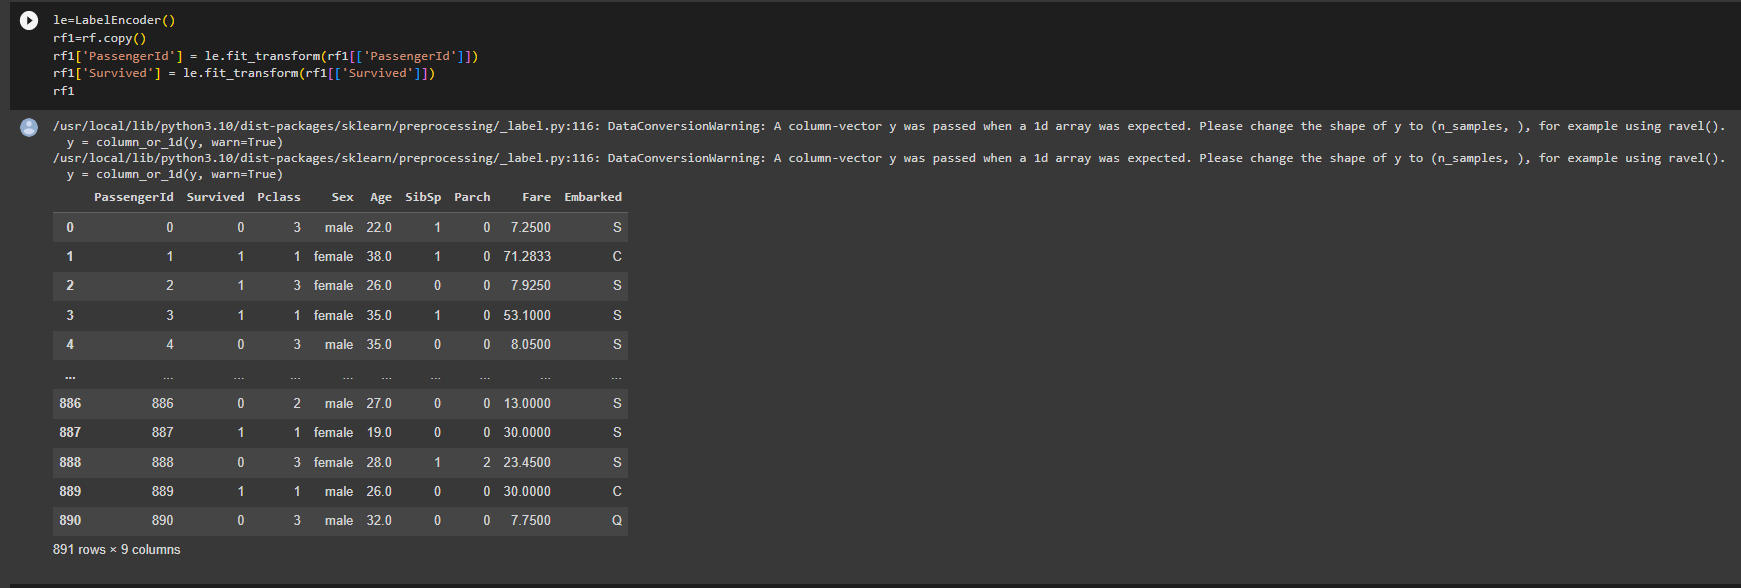 le=LabelEncoder()
rf1=rf.copy()
rf1['PassengerId'] = le.fit_transform(rf1[['PassengerId']])
rf1['Survived'] = le.fit_transform(rf1[['Survived']])
rf1
/usr/local/lib/python3.10/dist-packages/sklearn/preprocessing/_label.py:116: DataConversionWarning: A column-vector y was passed when a 1d array was expected. Please change the shape of y to (n_samples, ), for example using ravel().
y = column_or_1d(y, warn=True)
/usr/local/lib/python3.10/dist-packages/sklearn/preprocessing/_label.py:116: DataConversionWarning: A column-vector y was passed when a 1d array was expected. Please change the shape of y to (n_samples, ), for example using ravel().
y = column_or_1d(y, warn=True)
PassengerId Survived Pclass Sex Age SibSp Parch Fare Embarked
0 0 0 3 male 22.0 1 0 7.2500 S
1 1 1 1 female 38.0 1 0 71.2833 C
2 2 1 3 female 26.0 0 0 7.9250 S
3 3 1 1 female 35.0 1 0 53.1000 S
4 4 0 3 male 35.0 0 0 8.0500 S
... ... ... ... ... ... ... ... ... ...
886 886 0 2 male 27.0 0 0 13.0000 S
887 887 1 1 female 19.0 0 0 30.0000 S
888 888 0 3 female 28.0 1 2 23.4500 S
889 889 1 1 male 26.0 0 0 30.0000 C
890 890 0 3 male 32.0 0 0 7.7500 Q
891 rows × 9 columns